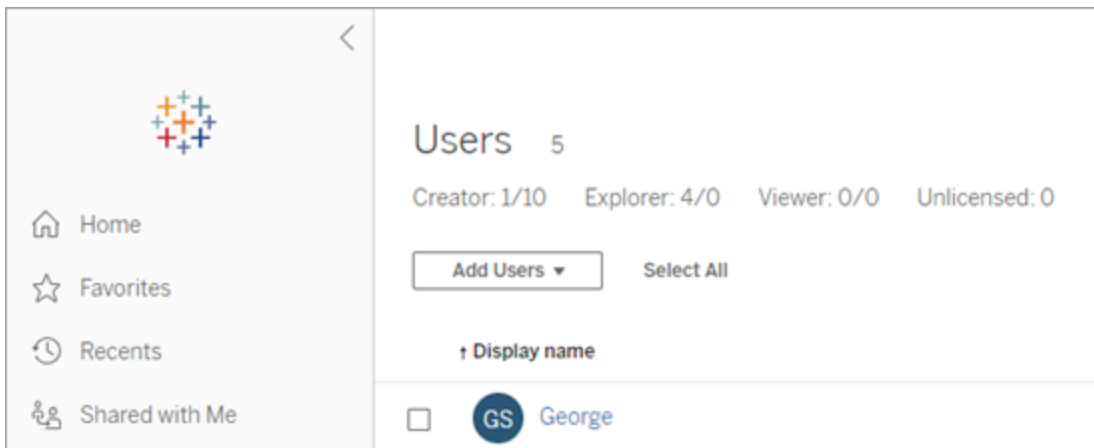 Home
Favorites
Recents
Shared with Me
Users 5
Creator: 1/10 Explorer: 4/0 Viewer: 0/0 Unlicensed: 0
Add Users ▾ Select All
↑ Display name
GS George